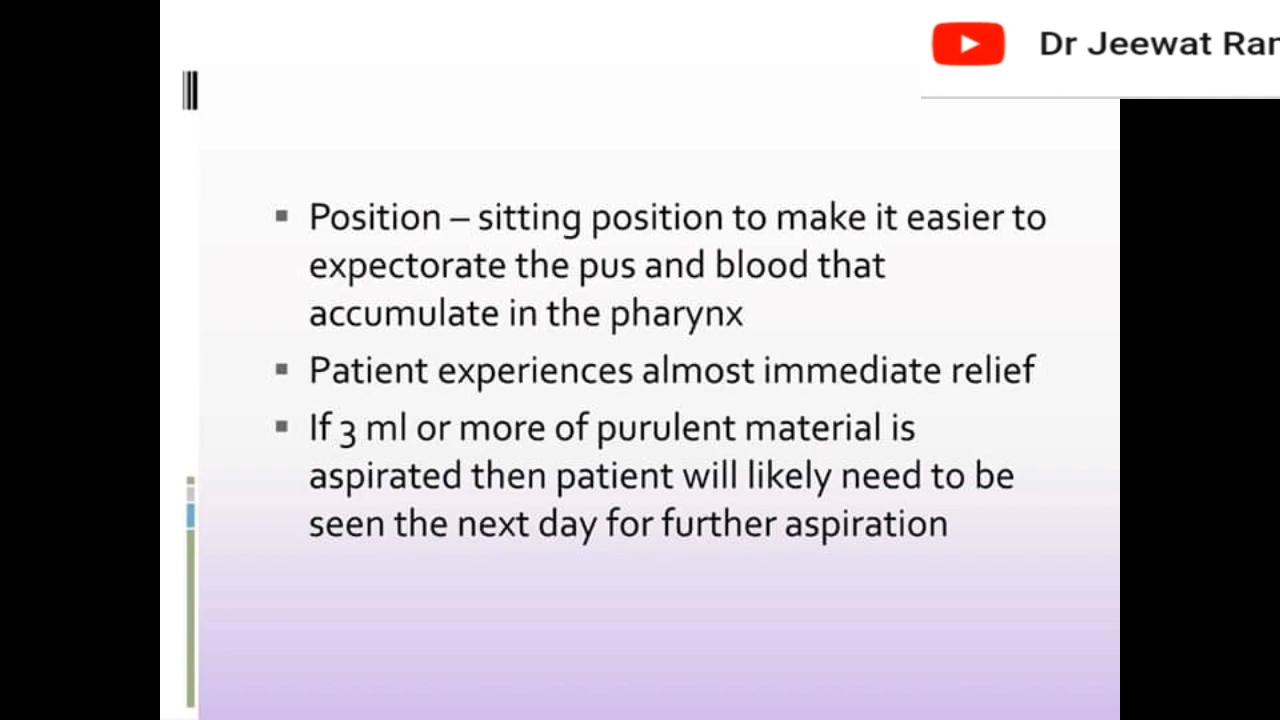 Dr Jeewat Ran
Position – sitting position to make it easier to
expectorate the pus and blood that
accumulate in the pharynx
Patient experiences almost immediate relief
If 3 ml or more of purulent material is
aspirated then patient will likely need to be
seen the next day for further aspiration